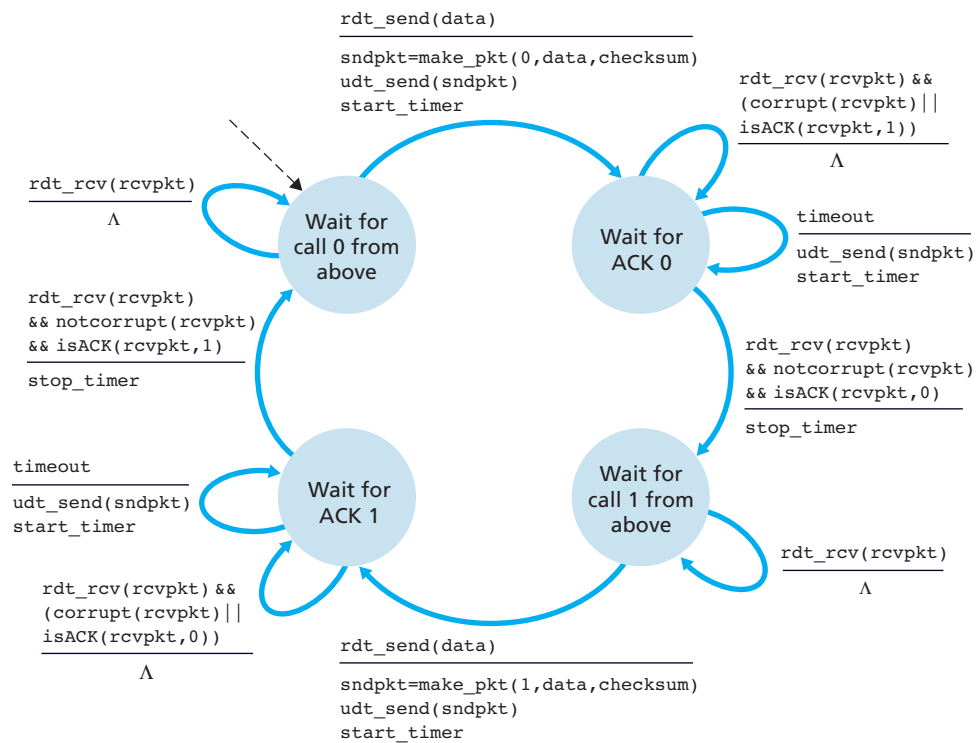 rdt_send(data)
sndpkt=make_pkt(0,data,checksum)
udt_send(sndpkt)
start_timer
rdt_rcv(rcvpkt) &&
(corrupt(rcvpkt)||
isACK(rcvpkt,1))
Λ
rdt_rcv(rcvpkt)
Λ
Wait for
call 0 from
above
Wait for
ACK 0
timeout
udt_send(sndpkt)
start_timer
rdt_rcv(rcvpkt)
&& notcorrupt(rcvpkt)
&& isACK(rcvpkt,1)
stop_timer
rdt_rcv(rcvpkt)
&& notcorrupt(rcvpkt)
&& isACK(rcvpkt,0)
stop_timer
timeout
udt_send(sndpkt)
start_timer
Wait for
ACK 1
Wait for
call 1 from
above
rdt_rcv(rcvpkt)
Λ
rdt_rcv(rcvpkt) &&
(corrupt(rcvpkt)||
isACK(rcvpkt,0))
Λ
rdt_send(data)
sndpkt=make_pkt(1,data,checksum)
udt_send(sndpkt)
start_timer